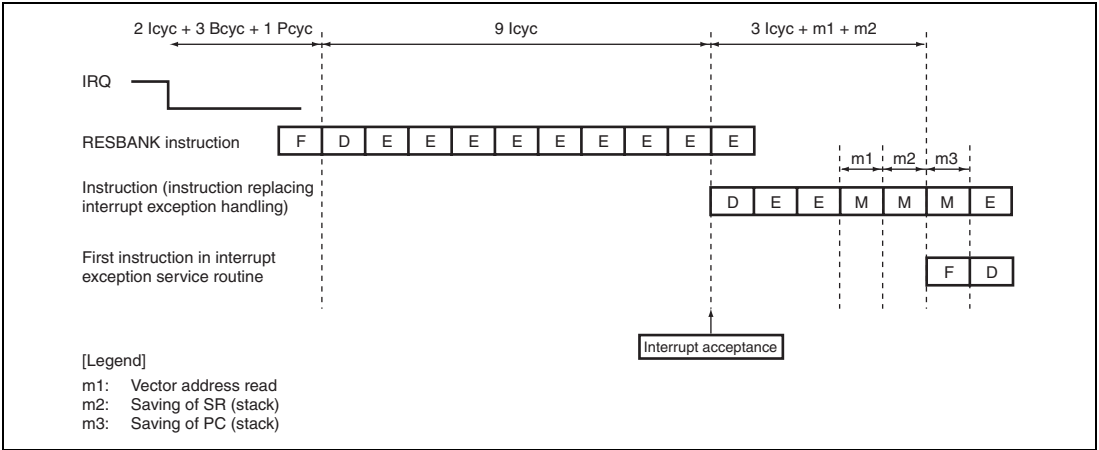 2 Icyc + 3 Bcyc + 1 Pcyc 9 Icyc 3 Icyc + m1 + m2
IRQ
RESBANK instruction F D E E E E E E E E E
m1 m2 m3
Instruction (instruction replacing
interrupt exception handling)
D E E M M M E
First instruction in interrupt
exception service routine
F D
Interrupt acceptance
[Legend]
m1: Vector address read
m2: Saving of SR (stack)
m3: Saving of PC (stack)